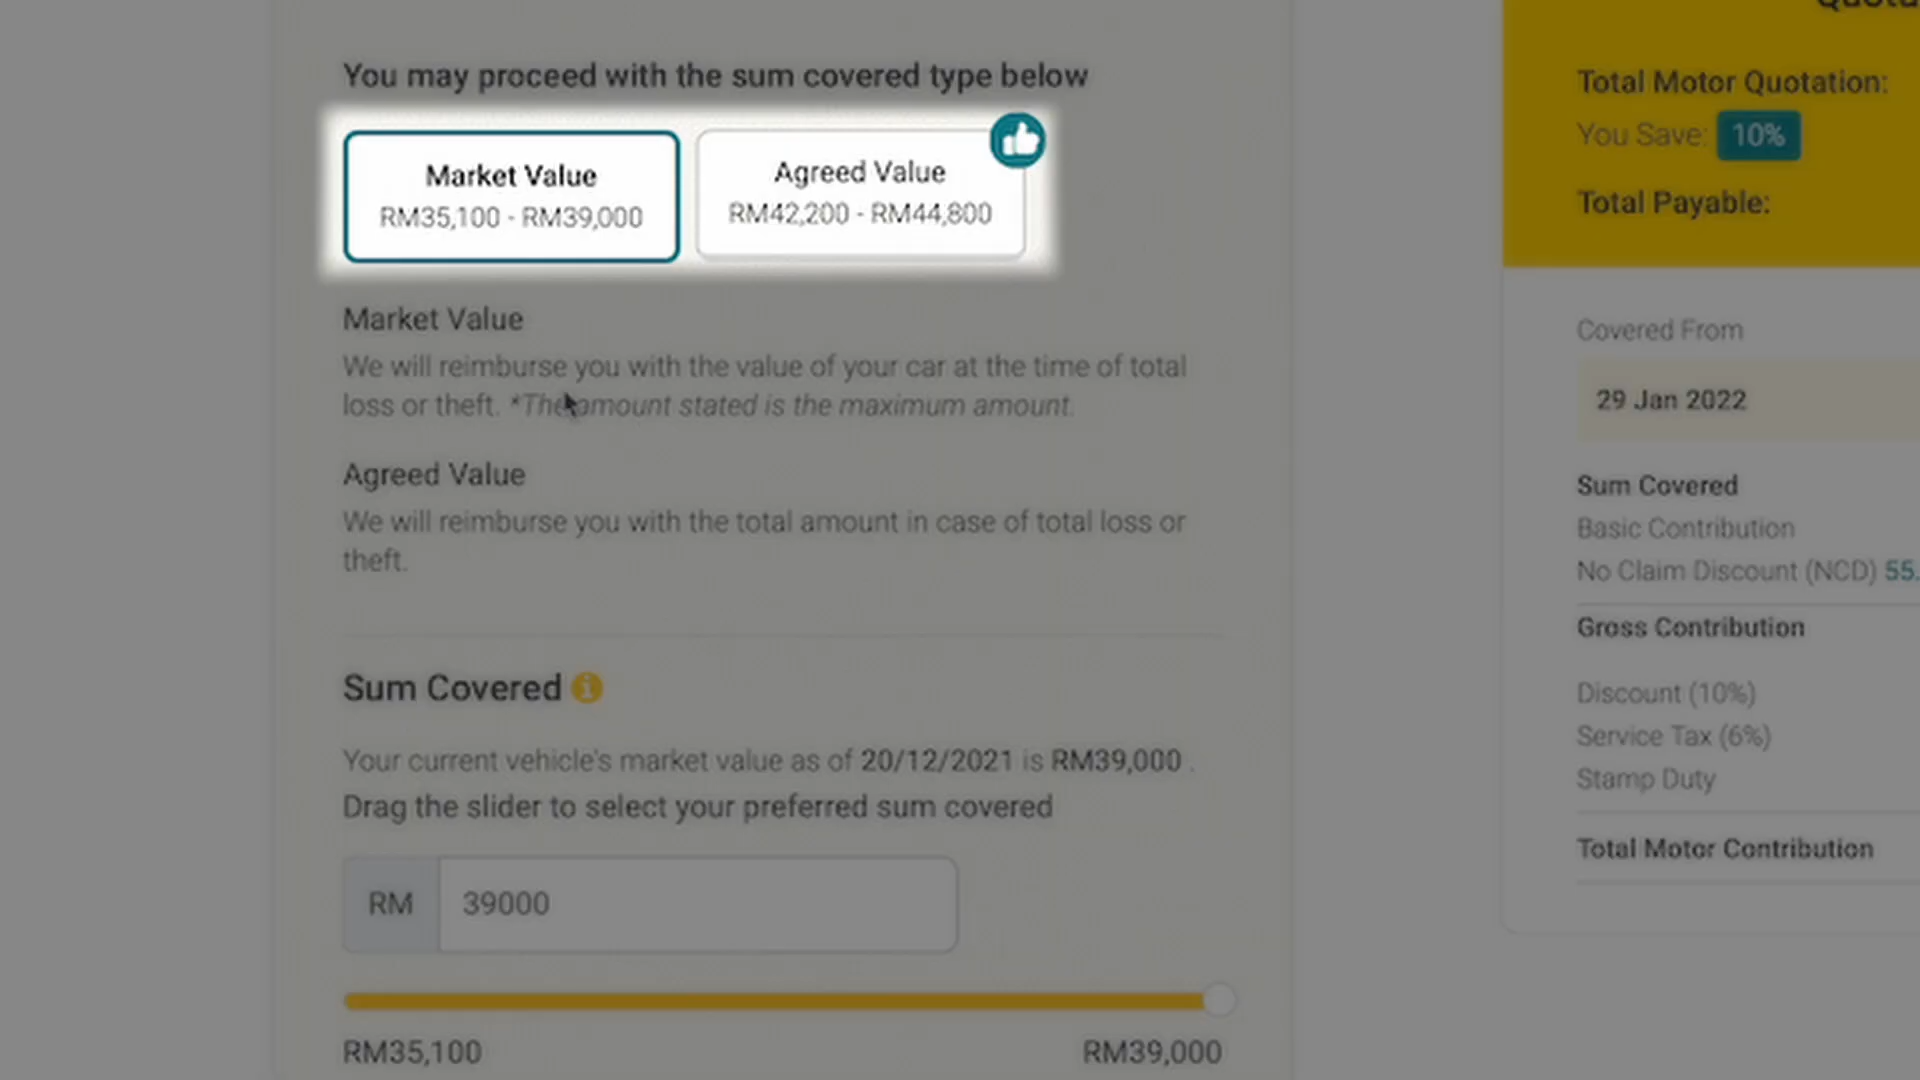 You may proceed with the sum covered type below
Market Value
RM35,100 - RM39,000
Agreed Value
RM42,200 - RM44,800
Market Value
We will reimburse you with the value of your car at the time of total
loss or theft. *The amount stated is the maximum amount.
Agreed Value
We will reimburse you with the total amount in case of total loss or
theft.
Sum Covered
Your current vehicle's market value as of 20/12/2021 is RM39,000 .
Drag the slider to select your preferred sum covered
RM 39000
RM35,100 RM39,000
Total Motor Quotation:
You Save: 10%
Total Payable:
Covered From
29 Jan 2022
Sum Covered
Basic Contribution
No Claim Discount (NCD) 55.
Gross Contribution
Discount (10%)
Service Tax (6%)
Stamp Duty
Total Motor Contribution